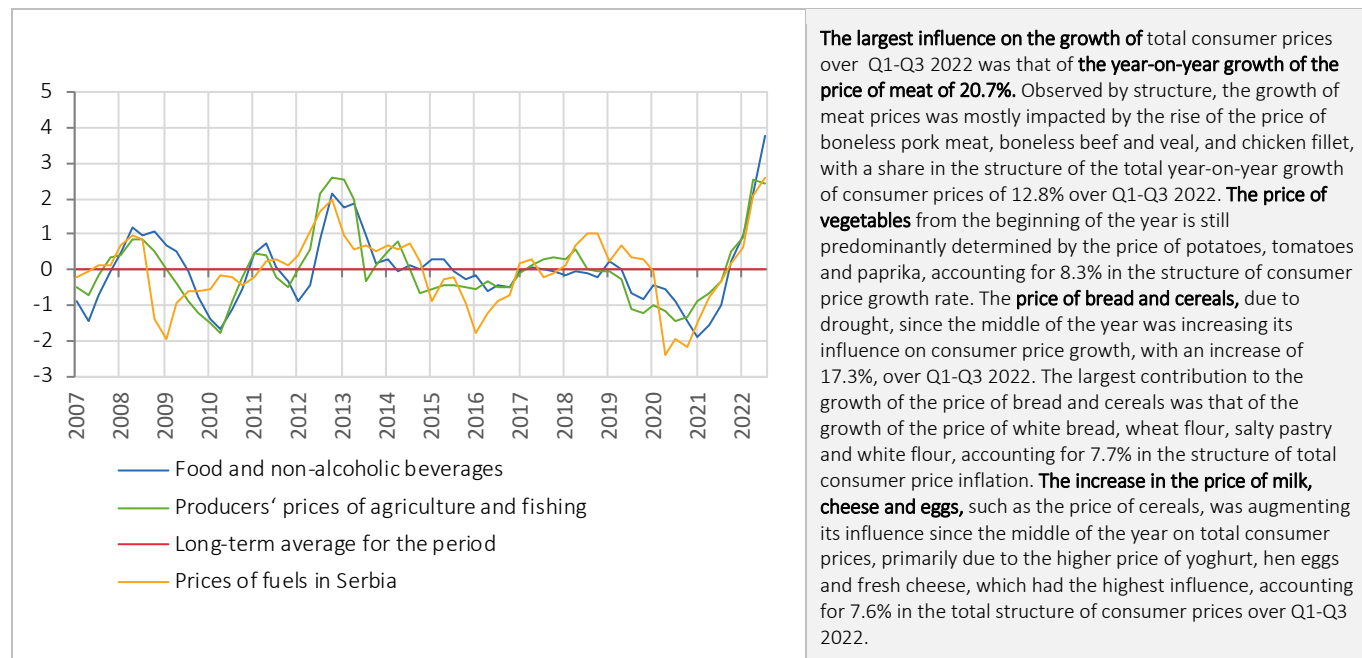 5
4
3
2
1
0
-1
-2
-3
2007
2008
2009
2010
2011
2012
2013
2014
2015
2016
2017
2018
2019
2020
2021
2022
Food and non-alcoholic beverages
Producers‘ prices of agriculture and fishing
Long-term average for the period
Prices of fuels in Serbia
The largest influence on the growth of total consumer prices
over Q1-Q3 2022 was that of the year-on-year growth of the
price of meat of 20.7%. Observed by structure, the growth of
meat prices was mostly impacted by the rise of the price of
boneless pork meat, boneless beef and veal, and chicken fillet,
with a share in the structure of the total year-on-year growth
of consumer prices of 12.8% over Q1-Q3 2022. The price of
vegetables from the beginning of the year is still
predominantly determined by the price of potatoes, tomatoes
and paprika, accounting for 8.3% in the structure of consumer
price growth rate. The price of bread and cereals, due to
drought, since the middle of the year was increasing its
influence on consumer price growth, with an increase of
17.3%, over Q1-Q3 2022. The largest contribution to the
growth of the price of bread and cereals was that of the
growth of the price of white bread, wheat flour, salty pastry
and white flour, accounting for 7.7% in the structure of total
consumer price inflation. The increase in the price of milk,
cheese and eggs, such as the price of cereals, was augmenting
its influence since the middle of the year on total consumer
prices, primarily due to the higher price of yoghurt, hen eggs
and fresh cheese, which had the highest influence, accounting
for 7.6% in the total structure of consumer prices over Q1-Q3
2022.